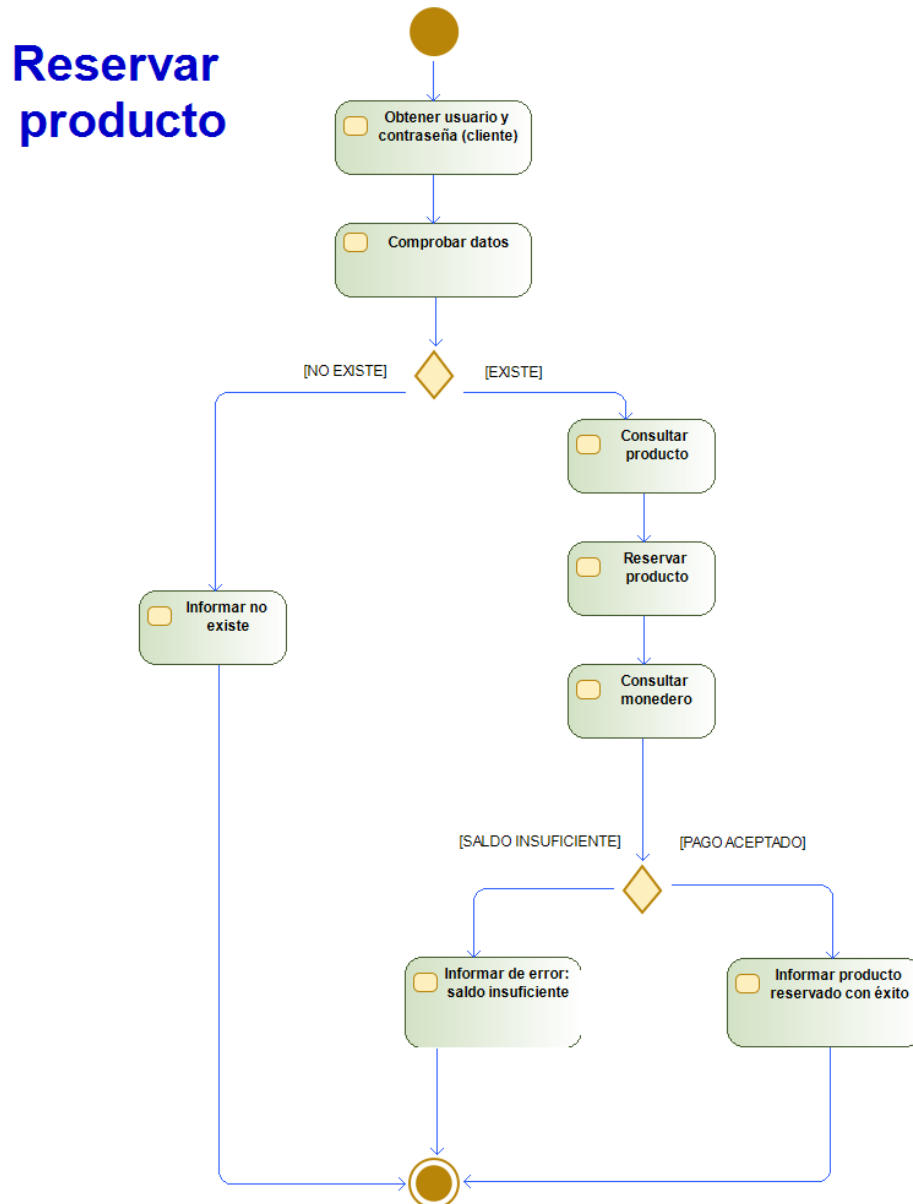 Reservar
producto
Obtener usuario y
contraseña (cliente)
Comprobar datos
[NO EXISTE]
[EXISTE]
Consultar
producto
Reservar
producto
Informar no
existe
Consultar
monedero
[SALDO INSUFICIENTE]
[PAGO ACEPTADO]
Informar de error:
saldo insuficiente
Informar producto
reservado con éxito